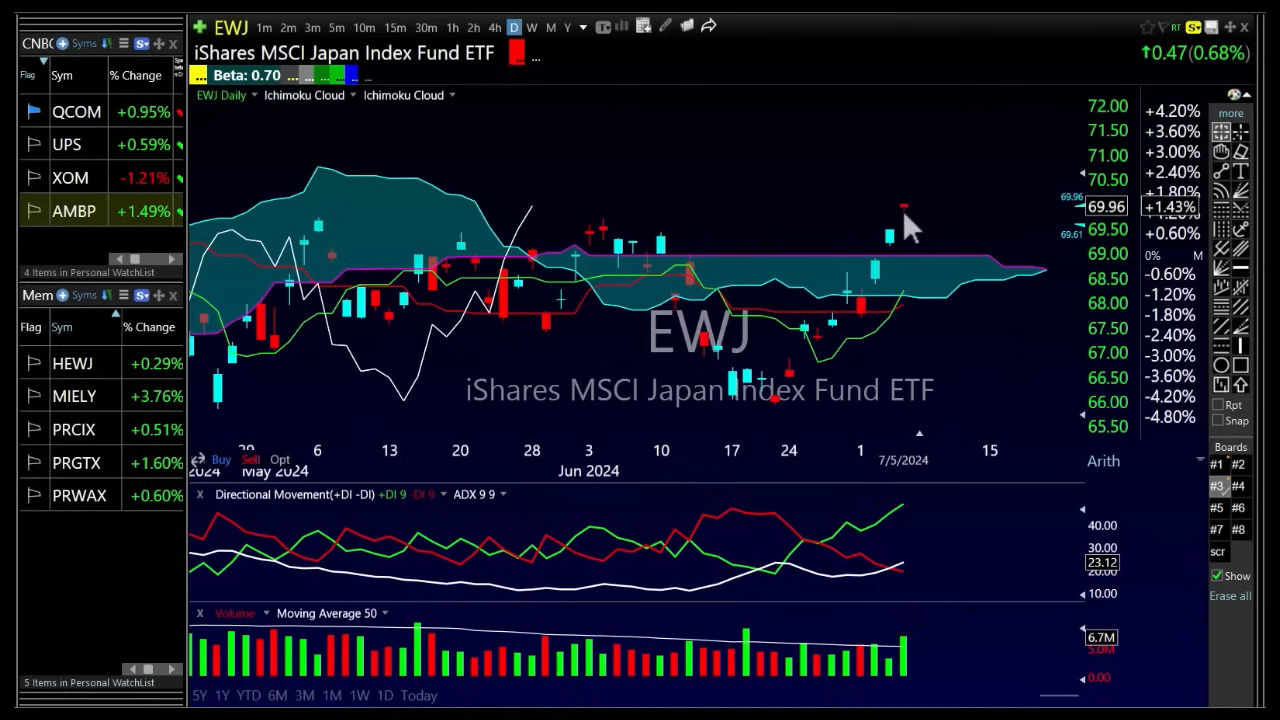 CNBC Syms
Flag Sym % Change
QCOM +0.95%
UPS +0.59%
XOM -1.21%
AMBP +1.49%
4 Items in Personal WatchList
Mem Syms
Flag Sym % Change
HEWJ +0.29%
MIELY +3.76%
PRCIX +0.51%
PRGTX +1.60%
PRWAX +0.60%
5 Items in Personal WatchList
EWJ 1m 2m 3m 5m 10m 15m 30m 1h 2h 4h D W M Y
RT
iShares MSCI Japan Index Fund ETF ...
0.47(0.68%)
... Beta: 0.70 ... ... ... ... ... ...
EWJ Daily Ichimoku Cloud Ichimoku Cloud
72.00 +4.20%
71.50 +3.60%
71.00 +3.00%
70.50 +2.40%
+1.80%
69.96 69.96 +1.43%
69.61 69.50 +0.60%
69.00 0% M
68.50 -0.60%
68.00 -1.20%
67.50 -1.80%
67.00 -2.40%
66.50 -3.00%
66.00 -3.60%
65.50 -4.20%
-4.80%
EWJ
iShares MSCI Japan Index Fund ETF
6 13 20 28 3 10 17 24 1 15
Buy Sell Opt
2024 May 2024 Jun 2024 7/5/2024
Arith
X Directional Movement(+DI -DI) +DI 9 -DI 9 ADX 9 9
40.00
30.00
23.12
20.00
10.00
X Volume Moving Average 50
6.7M
5.0M
0.00
5Y 1Y YTD 6M 3M 1M 1W 1D Today
more
T
Rpt
Snap
Boards
#1 #2
#3 #4
#5 #6
#7 #8
scr
Show
Erase all